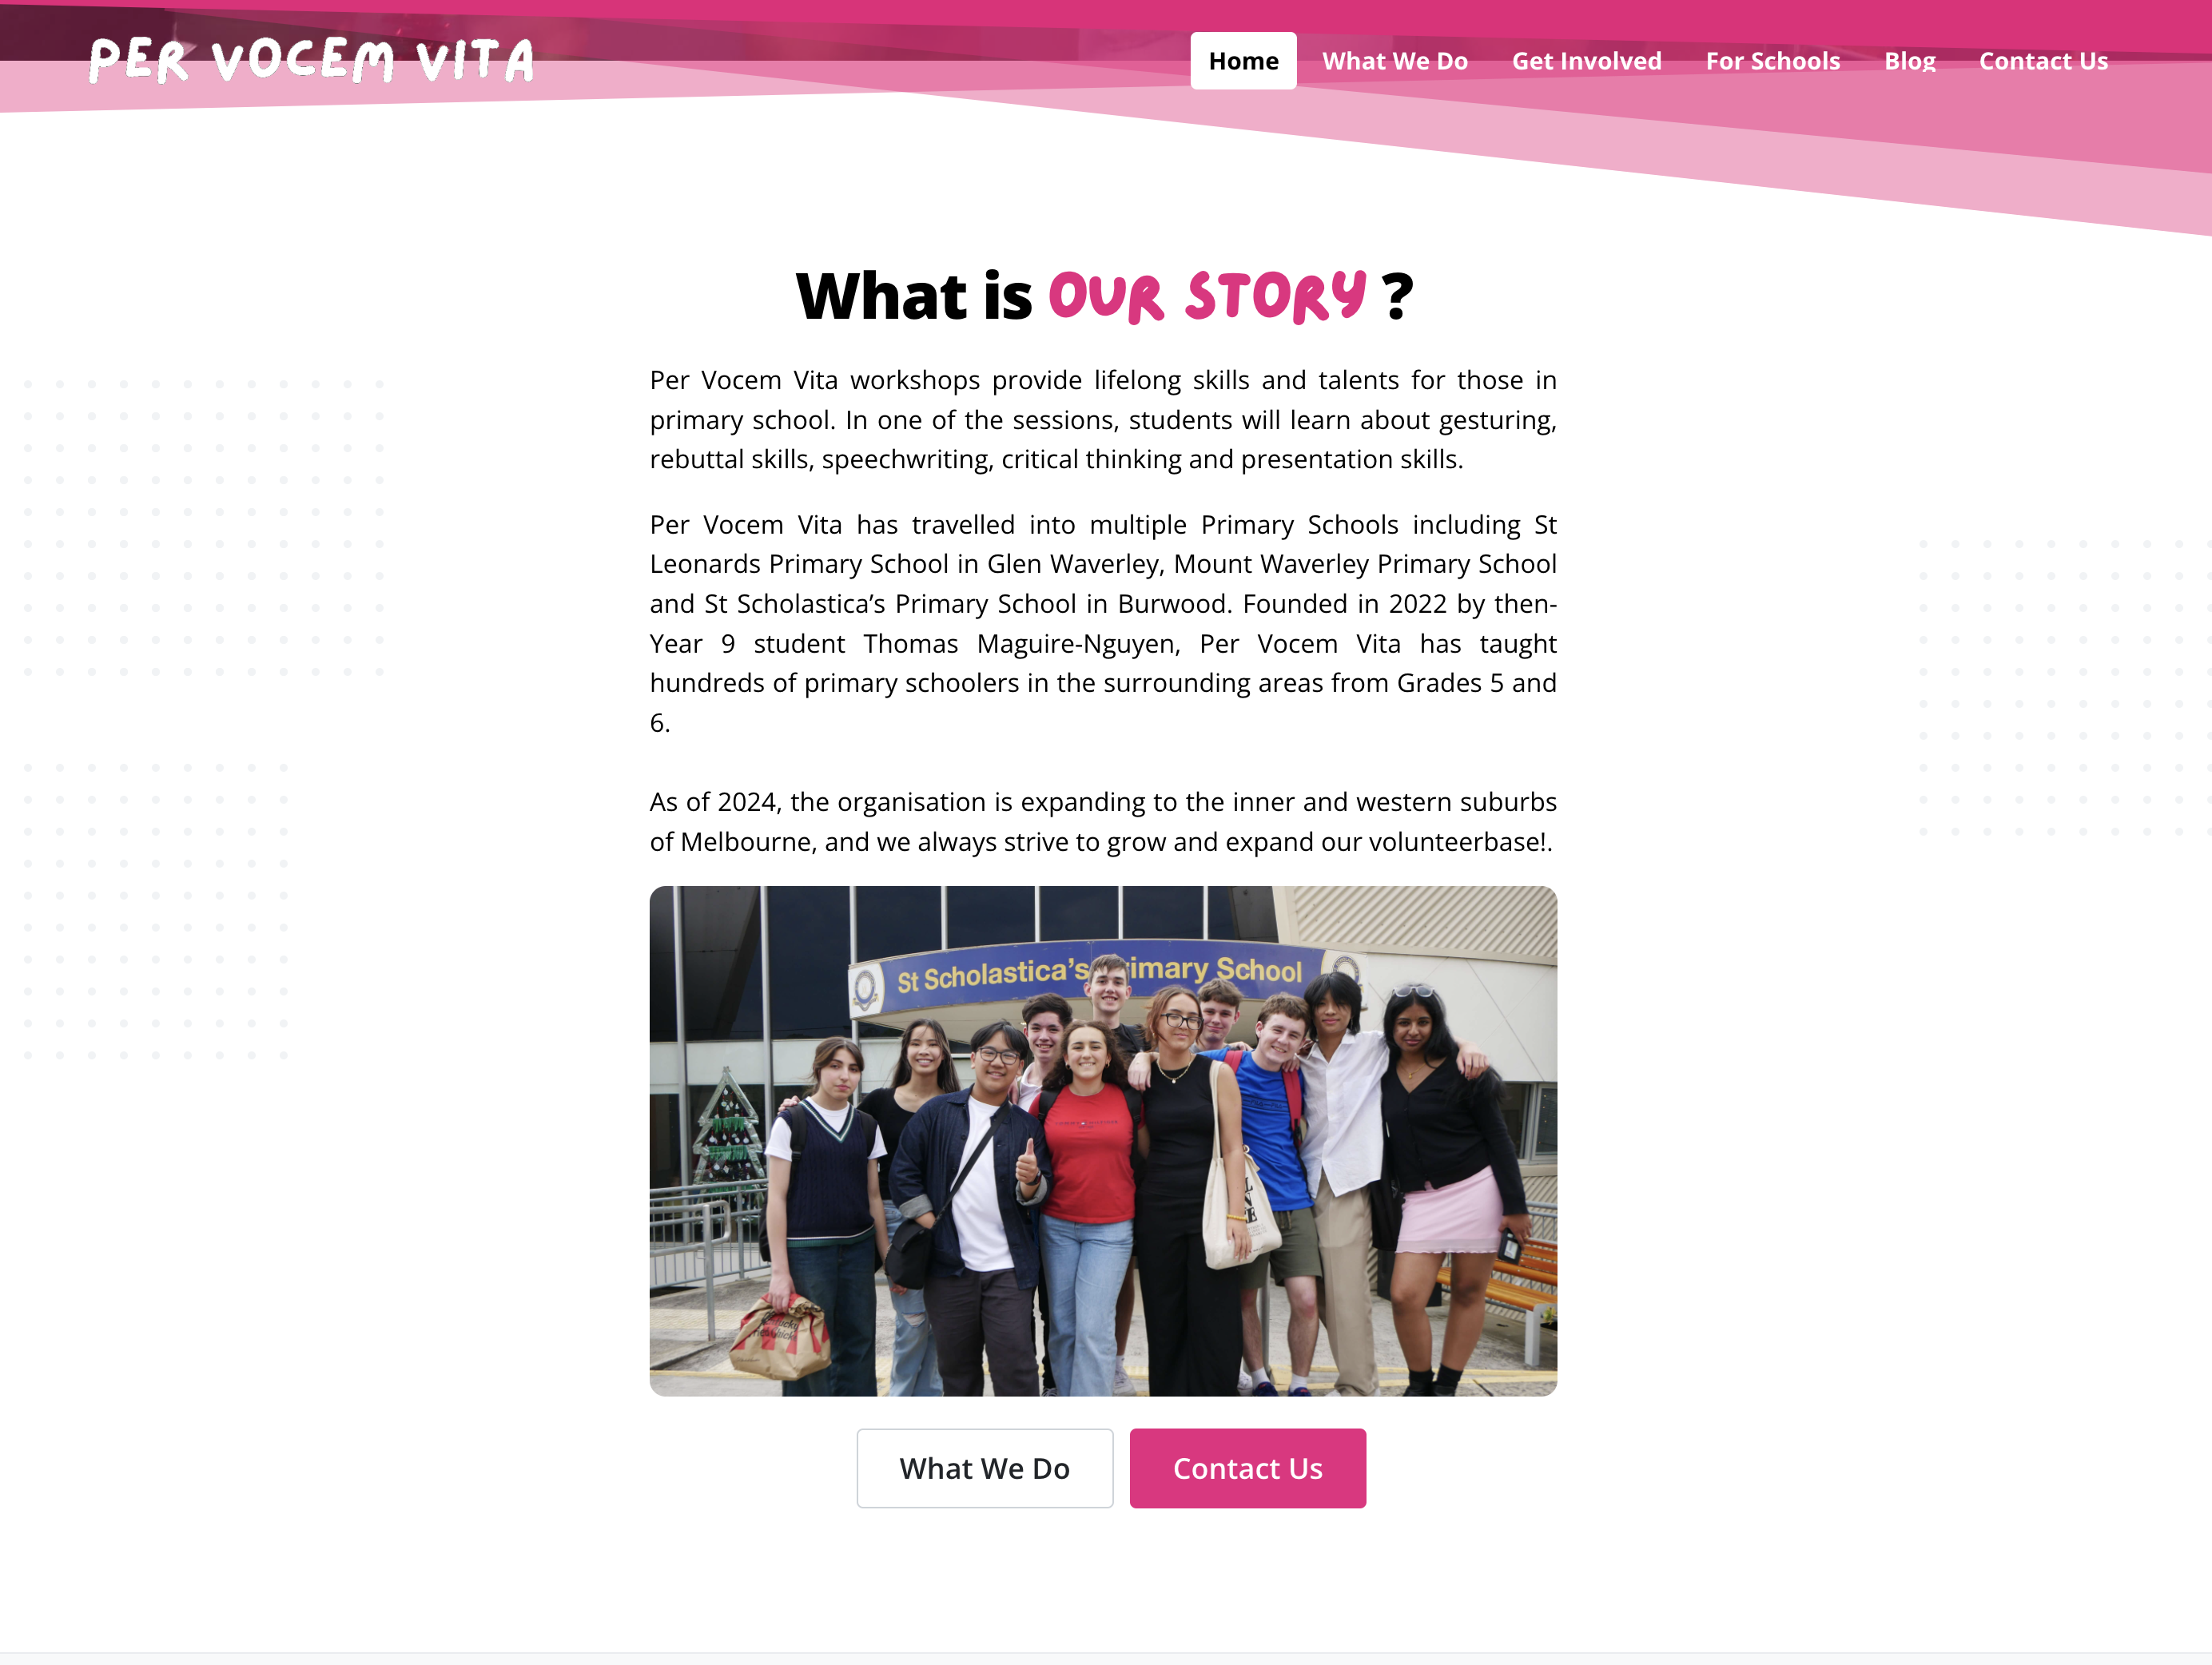 PER VOCEM VITA
Home What We Do Get Involved For Schools Blog Contact Us
What is OUR STORY ?
Per Vocem Vita workshops provide lifelong skills and talents for those in
primary school. In one of the sessions, students will learn about gesturing,
rebuttal skills, speechwriting, critical thinking and presentation skills.
Per Vocem Vita has travelled into multiple Primary Schools including St
Leonards Primary School in Glen Waverley, Mount Waverley Primary School
and St Scholastica’s Primary School in Burwood. Founded in 2022 by then-
Year 9 student Thomas Maguire-Nguyen, Per Vocem Vita has taught
hundreds of primary schoolers in the surrounding areas from Grades 5 and
6.
As of 2024, the organisation is expanding to the inner and western suburbs
of Melbourne, and we always strive to grow and expand our volunteerbase!.
St Scholastica's imary School
What We Do Contact Us